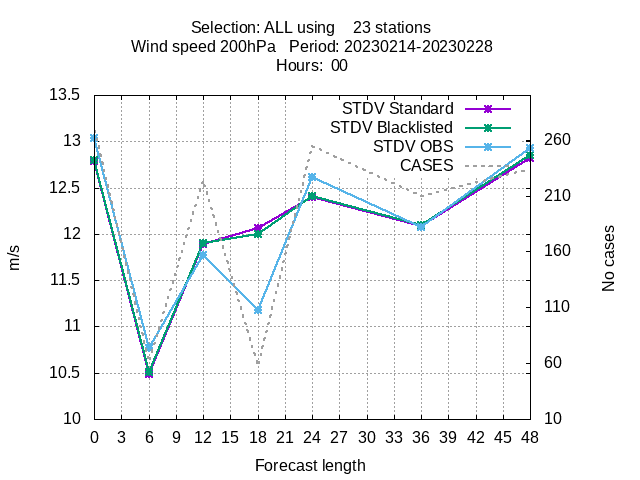 Selection: ALL using    23 stations
Wind speed 200hPa   Period: 20230214-20230228
Hours:  00
STDV Standard
STDV Blacklisted
STDV OBS
CASES
13.5
13
12.5
12
11.5
11
10.5
10
m/s
260
210
160
110
60
10
No cases
0 3 6 9 12 15 18 21 24 27 30 33 36 39 42 45 48
Forecast length